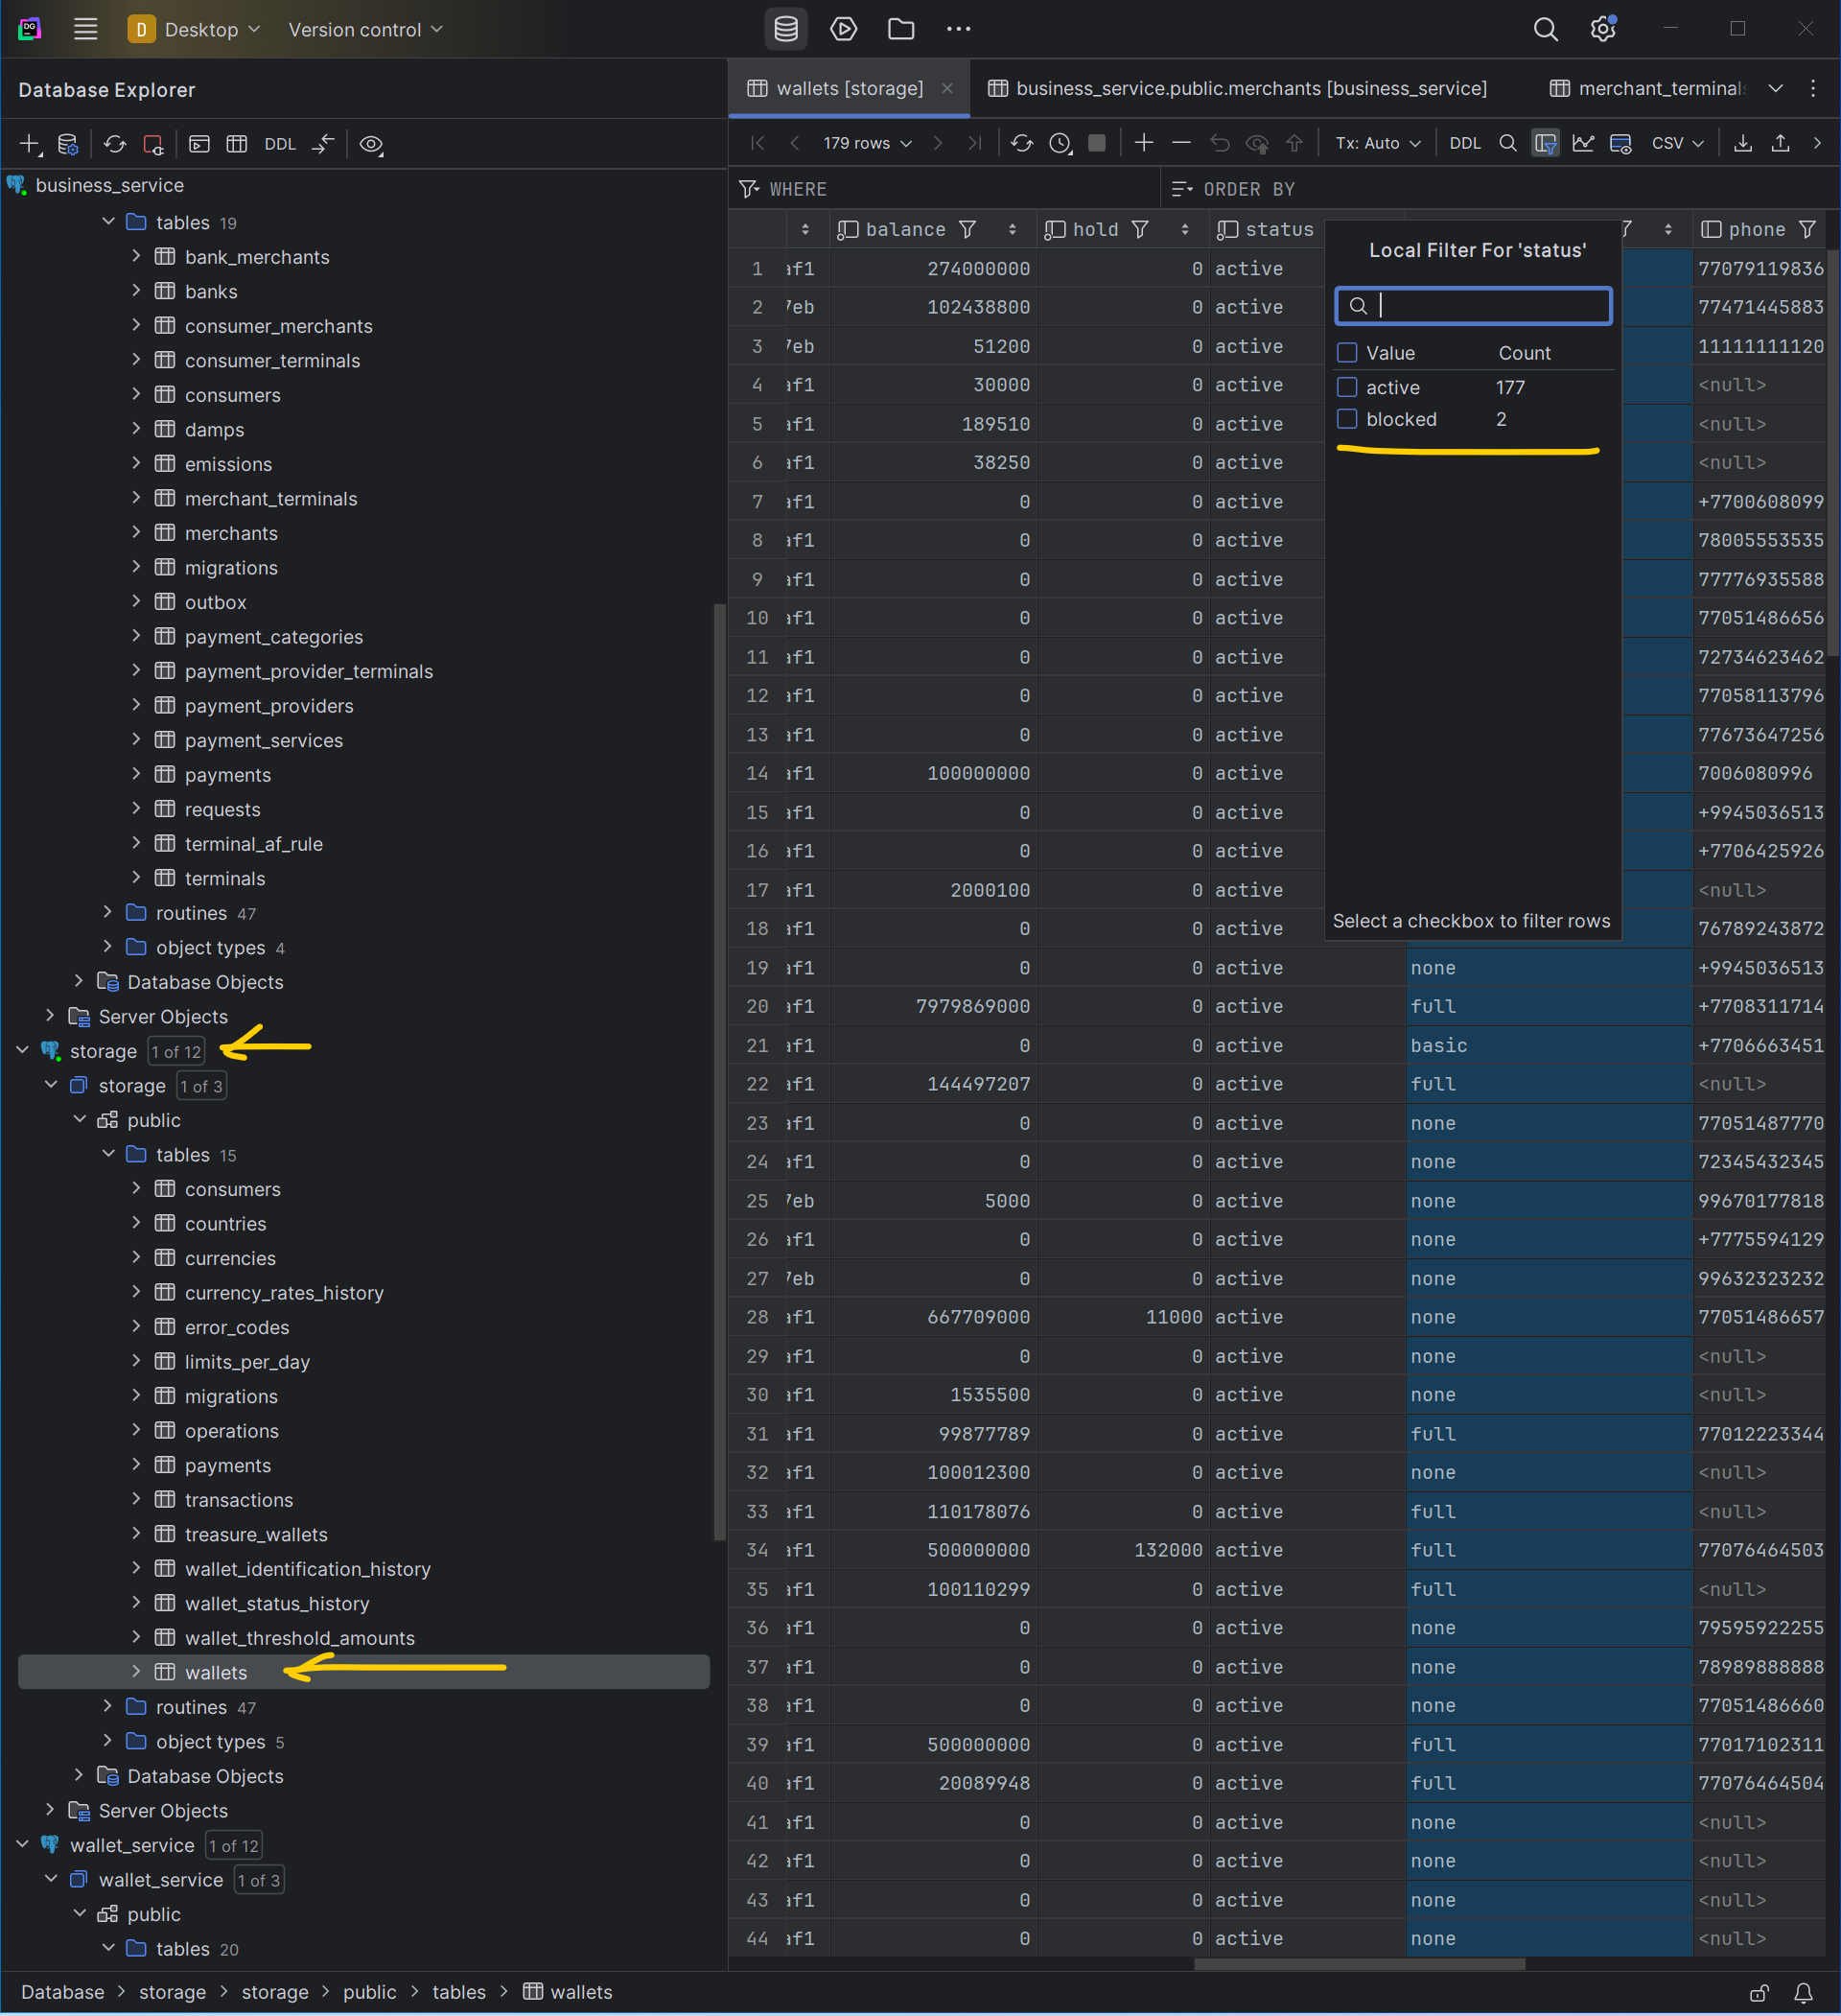 DG
D Desktop Version control
Database Explorer
DDL
business_service
tables 19
bank_merchants
banks
consumer_merchants
consumer_terminals
consumers
damps
emissions
merchant_terminals
merchants
migrations
outbox
payment_categories
payment_provider_terminals
payment_providers
payment_services
payments
requests
terminal_af_rule
terminals
routines 47
object types 4
Database Objects
Server Objects
storage 1 of 12
storage 1 of 3
public
tables 15
consumers
countries
currencies
currency_rates_history
error_codes
limits_per_day
migrations
operations
payments
transactions
treasure_wallets
wallet_identification_history
wallet_status_history
wallet_threshold_amounts
wallets
routines 47
object types 5
Database Objects
Server Objects
wallet_service 1 of 12
wallet_service 1 of 3
public
tables 20
wallets [storage] business_service.public.merchants [business_service] merchant_terminal
179 rows Tx: Auto DDL CSV
WHERE ORDER BY
balance hold status phone
1 af1 274000000 0 active 77079119836
2 7eb 102438800 0 active 77471445883
3 7eb 51200 0 active 11111111120
4 af1 30000 0 active <null>
5 af1 189510 0 active <null>
6 af1 38250 0 active <null>
7 af1 0 0 active +7700608099
8 af1 0 0 active 78005553535
9 af1 0 0 active 77776935588
10 af1 0 0 active 77051486656
11 af1 0 0 active 72734623462
12 af1 0 0 active 77058113796
13 af1 0 0 active 77673647256
14 af1 100000000 0 active 7006080996
15 af1 0 0 active +9945036513
16 af1 0 0 active +7706425926
17 af1 2000100 0 active <null>
18 af1 0 0 active 76789243872
19 af1 0 0 active none +9945036513
20 af1 7979869000 0 active full +7708311714
21 af1 0 0 active basic +7706663451
22 af1 144497207 0 active full <null>
23 af1 0 0 active none 77051487770
24 af1 0 0 active none 72345432345
25 7eb 5000 0 active none 99670177818
26 af1 0 0 active none +7775594129
27 7eb 0 0 active none 99632323232
28 af1 667709000 11000 active none 77051486657
29 af1 0 0 active none <null>
30 af1 1535500 0 active none <null>
31 af1 99877789 0 active full 77012223344
32 af1 100012300 0 active none <null>
33 af1 110178076 0 active full <null>
34 af1 500000000 132000 active full 77076464503
35 af1 100110299 0 active full <null>
36 af1 0 0 active none 79595922255
37 af1 0 0 active none 78989888888
38 af1 0 0 active none 77051486660
39 af1 500000000 0 active full 77017102311
40 af1 20089948 0 active full 77076464504
41 af1 0 0 active none <null>
42 af1 0 0 active none <null>
43 af1 0 0 active none <null>
44 af1 0 0 active none <null>
Local Filter For 'status'
Value Count
active 177
blocked 2
Select a checkbox to filter rows
Database storage storage public tables wallets